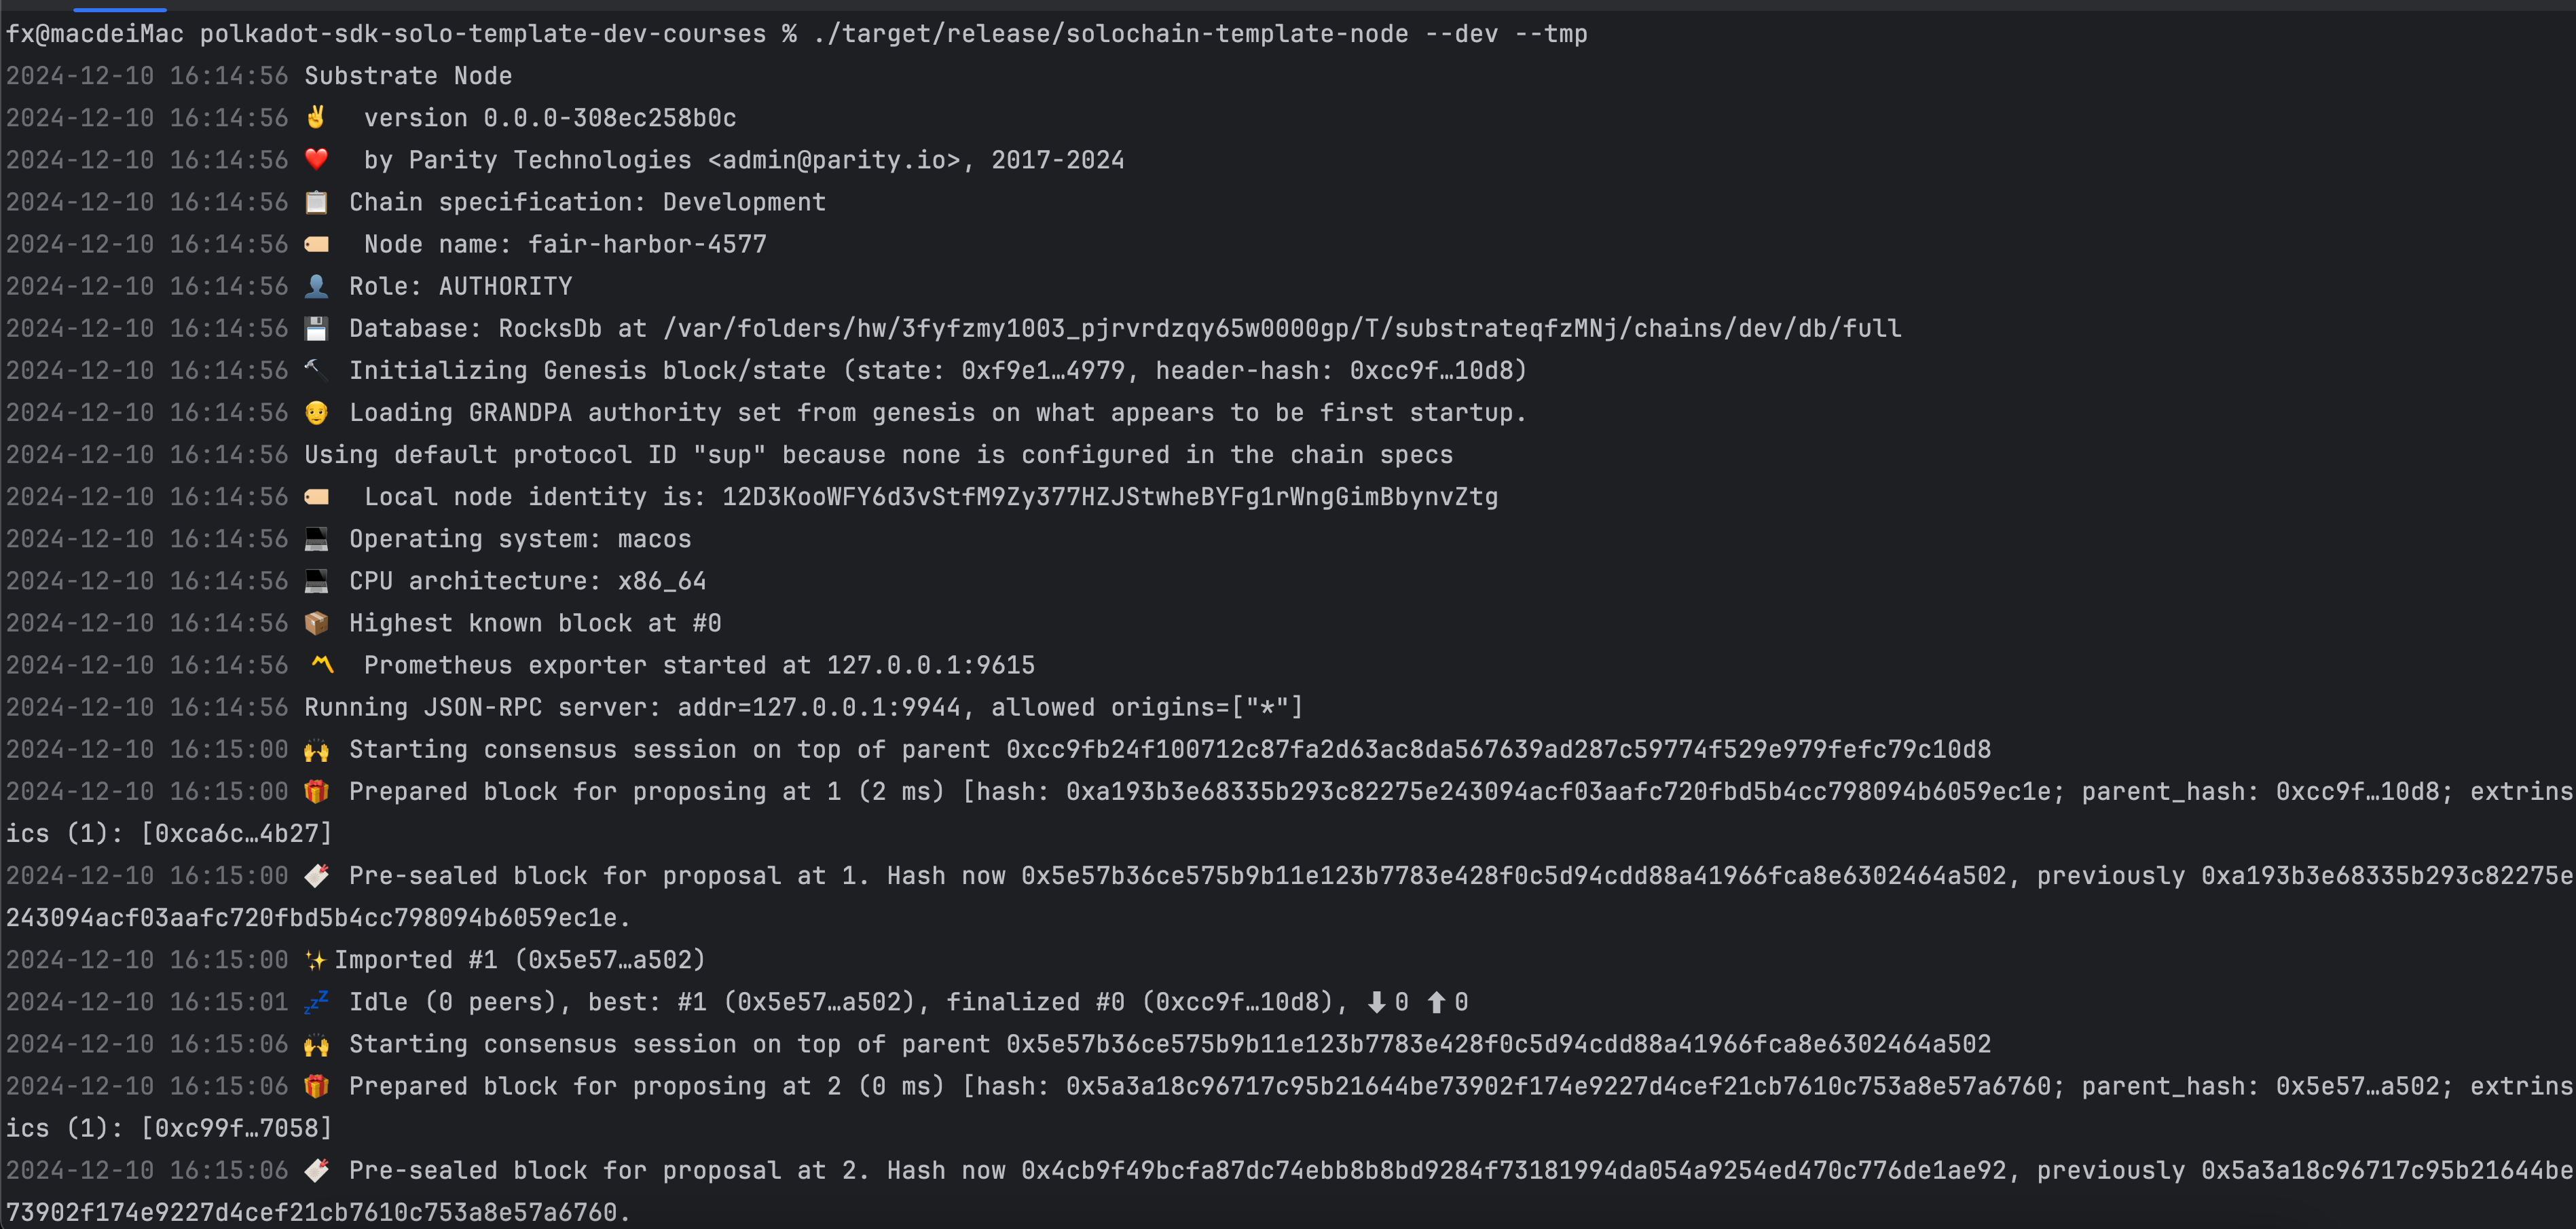 fx@macdeiMac polkadot-sdk-solo-template-dev-courses % ./target/release/solochain-template-node --dev --tmp
2024-12-10 16:14:56 Substrate Node
2024-12-10 16:14:56 ✌️  version 0.0.0-308ec258b0c
2024-12-10 16:14:56 ❤️  by Parity Technologies <admin@parity.io>, 2017-2024
2024-12-10 16:14:56 📋 Chain specification: Development
2024-12-10 16:14:56 🏷  Node name: fair-harbor-4577
2024-12-10 16:14:56 👤 Role: AUTHORITY
2024-12-10 16:14:56 💾 Database: RocksDb at /var/folders/hw/3fyfzmy1003_pjrvrdzqy65w0000gp/T/substrateqfzMNj/chains/dev/db/full
2024-12-10 16:14:56 🔨 Initializing Genesis block/state (state: 0xf9e1…4979, header-hash: 0xcc9f…10d8)
2024-12-10 16:14:56 👴 Loading GRANDPA authority set from genesis on what appears to be first startup.
2024-12-10 16:14:56 Using default protocol ID "sup" because none is configured in the chain specs
2024-12-10 16:14:56 🏷  Local node identity is: 12D3KooWFY6d3vStfM9Zy377HZJStwheBYFg1rWngGimBbynvZtg
2024-12-10 16:14:56 💻 Operating system: macos
2024-12-10 16:14:56 💻 CPU architecture: x86_64
2024-12-10 16:14:56 📦 Highest known block at #0
2024-12-10 16:14:56 〽️  Prometheus exporter started at 127.0.0.1:9615
2024-12-10 16:14:56 Running JSON-RPC server: addr=127.0.0.1:9944, allowed origins=["*"]
2024-12-10 16:15:00 🙌 Starting consensus session on top of parent 0xcc9fb24f100712c87fa2d63ac8da567639ad287c59774f529e979fefc79c10d8
2024-12-10 16:15:00 🎁 Prepared block for proposing at 1 (2 ms) [hash: 0xa193b3e68335b293c82275e243094acf03aafc720fbd5b4cc798094b6059ec1e; parent_hash: 0xcc9f…10d8; extrins
ics (1): [0xca6c…4b27]
2024-12-10 16:15:00 🔖 Pre-sealed block for proposal at 1. Hash now 0x5e57b36ce575b9b11e123b7783e428f0c5d94cdd88a41966fca8e6302464a502, previously 0xa193b3e68335b293c82275e
243094acf03aafc720fbd5b4cc798094b6059ec1e.
2024-12-10 16:15:00 ✨ Imported #1 (0x5e57…a502)
2024-12-10 16:15:01 💤 Idle (0 peers), best: #1 (0x5e57…a502), finalized #0 (0xcc9f…10d8), ⬇ 0 ⬆ 0
2024-12-10 16:15:06 🙌 Starting consensus session on top of parent 0x5e57b36ce575b9b11e123b7783e428f0c5d94cdd88a41966fca8e6302464a502
2024-12-10 16:15:06 🎁 Prepared block for proposing at 2 (0 ms) [hash: 0x5a3a18c96717c95b21644be73902f174e9227d4cef21cb7610c753a8e57a6760; parent_hash: 0x5e57…a502; extrins
ics (1): [0xc99f…7058]
2024-12-10 16:15:06 🔖 Pre-sealed block for proposal at 2. Hash now 0x4cb9f49bcfa87dc74ebb8b8bd9284f73181994da054a9254ed470c776de1ae92, previously 0x5a3a18c96717c95b21644be
73902f174e9227d4cef21cb7610c753a8e57a6760.